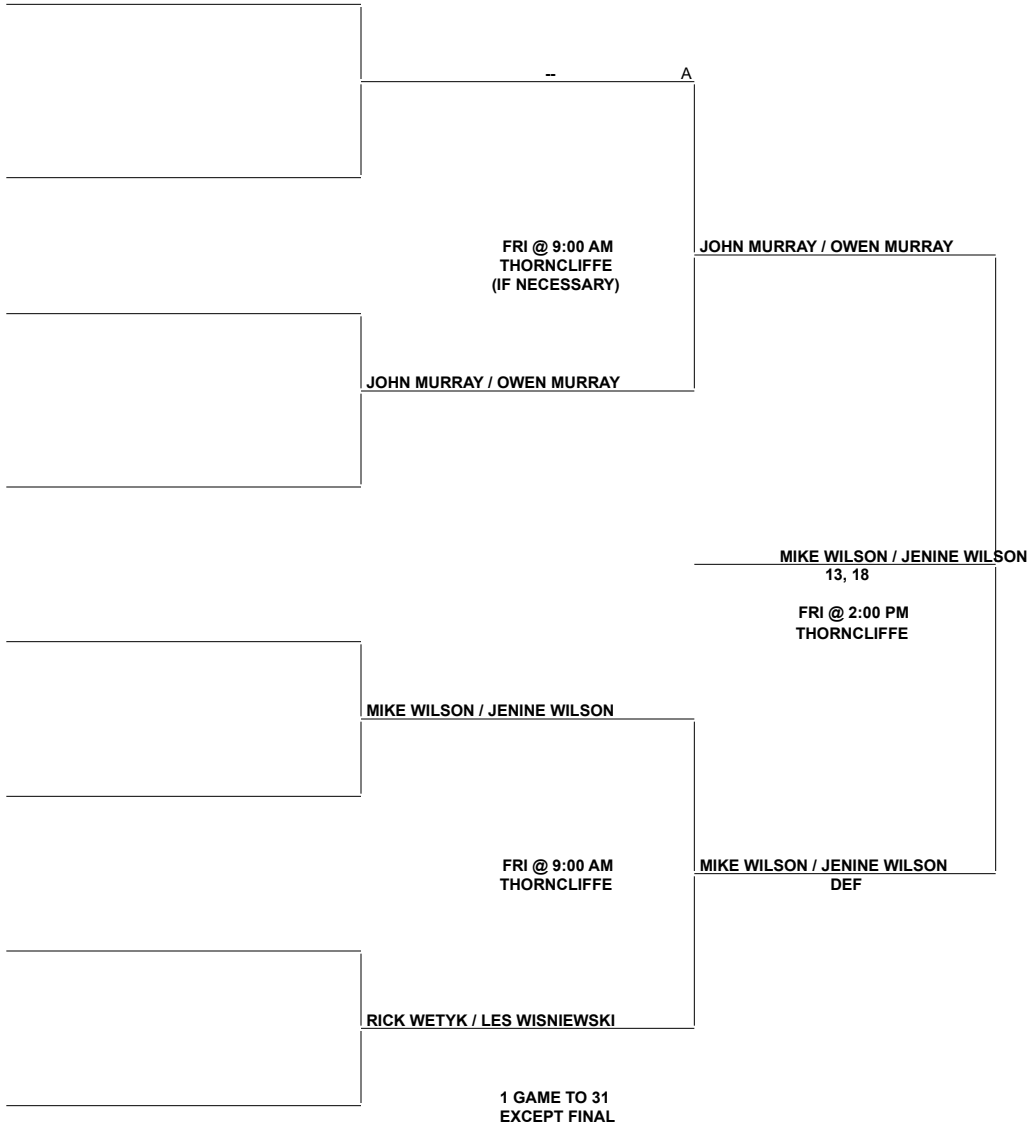 --
A
FRI @ 9:00 AM
THORNCLIFFE
(IF NECESSARY)
JOHN MURRAY / OWEN MURRAY
JOHN MURRAY / OWEN MURRAY
MIKE WILSON / JENINE WILSON
13, 18
FRI @ 2:00 PM
THORNCLIFFE
MIKE WILSON / JENINE WILSON
FRI @ 9:00 AM
THORNCLIFFE
MIKE WILSON / JENINE WILSON
DEF
RICK WETYK / LES WISNIEWSKI
1 GAME TO 31
EXCEPT FINAL